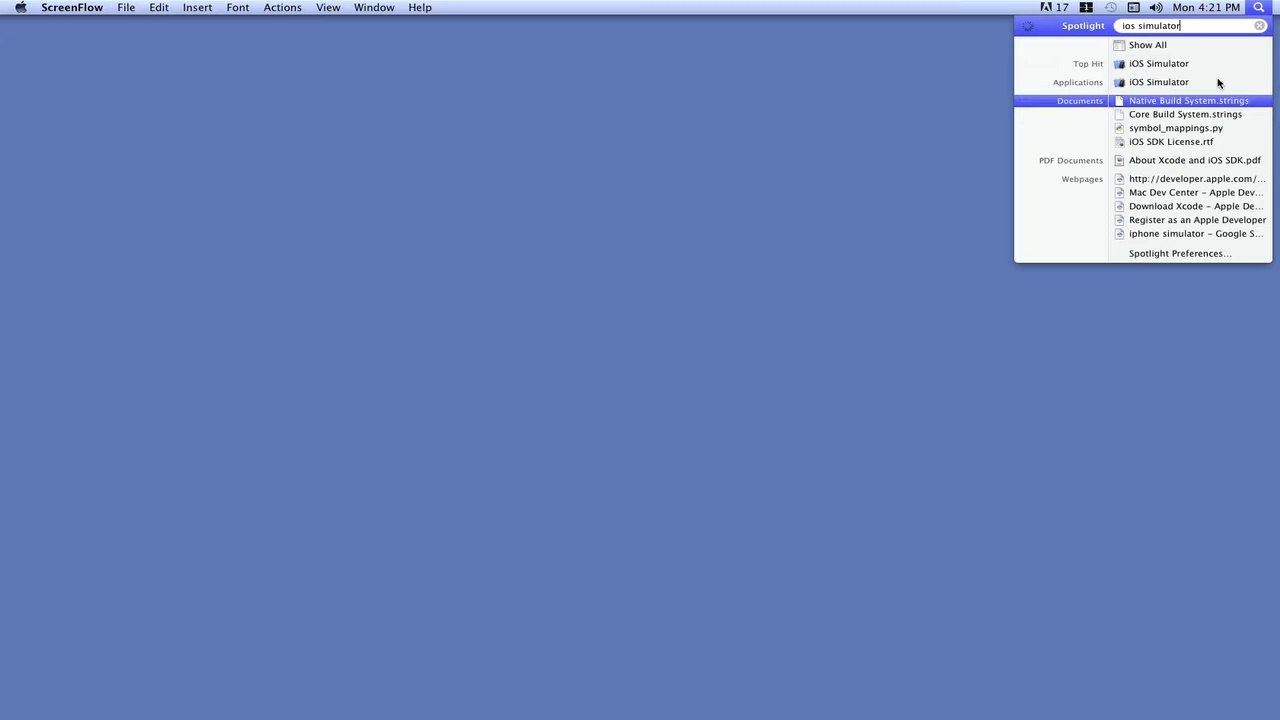 ScreenFlow File Edit Insert Font Actions View Window Help 17 1 Mon 4:21 PM
Spotlight ios simulator
Show All
Top Hit iOS Simulator
Applications iOS Simulator
Documents Native Build System.strings
Core Build System.strings
symbol_mappings.py
iOS SDK License.rtf
PDF Documents About Xcode and iOS SDK.pdf
Webpages http://developer.apple.com/...
Mac Dev Center – Apple Dev...
Download Xcode – Apple De...
Register as an Apple Developer
iphone simulator – Google S...
Spotlight Preferences...